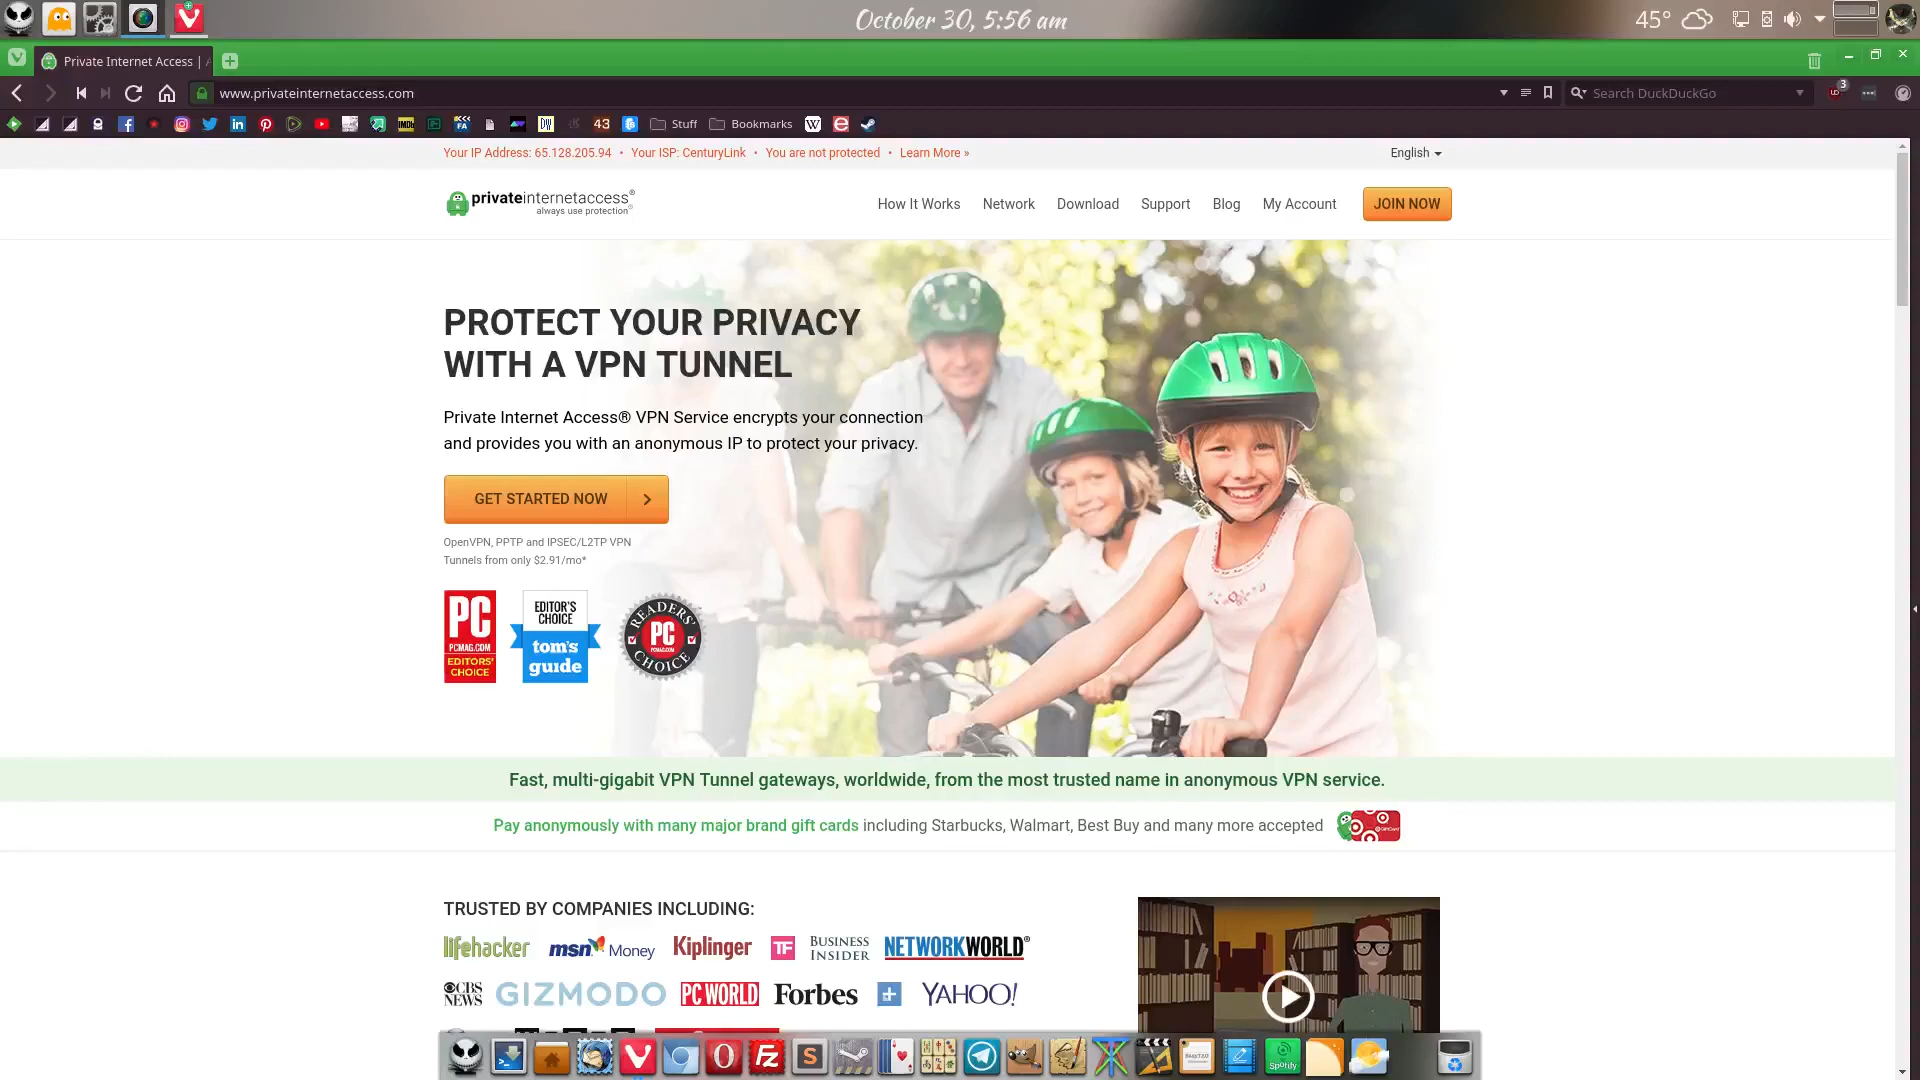 October 30, 5:56 am
45°
Private Internet Access | A
www.privateinternetaccess.com
Search DuckDuckGo
3
43
Stuff
Bookmarks
Your IP Address: 65.128.205.94 • Your ISP: CenturyLink • You are not protected • Learn More »
English
privateinternetaccess®
always use protection®
How It Works
Network
Download
Support
Blog
My Account
JOIN NOW
PROTECT YOUR PRIVACY
WITH A VPN TUNNEL
Private Internet Access® VPN Service encrypts your connection
and provides you with an anonymous IP to protect your privacy.
GET STARTED NOW
OpenVPN, PPTP and IPSEC/L2TP VPN
Tunnels from only $2.91/mo*
PC
PCMAG.COM
EDITORS'
CHOICE
EDITOR'S
CHOICE
tom's
guide
READERS'
PC
PCMAG.COM
CHOICE
Fast, multi-gigabit VPN Tunnel gateways, worldwide, from the most trusted name in anonymous VPN service.
Pay anonymously with many major brand gift cards including Starbucks, Walmart, Best Buy and many more accepted
TRUSTED BY COMPANIES INCLUDING:
lifehacker
msn Money
Kiplinger
TF
BUSINESS
INSIDER
NETWORKWORLD®
CBS
NEWS
GIZMODO
PC WORLD
Forbes
YAHOO!
Spotify